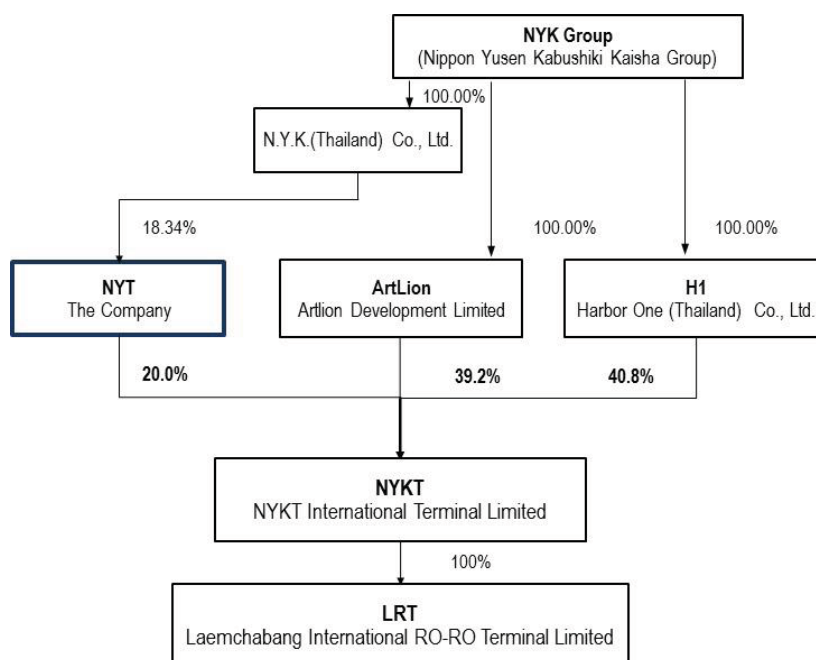 NYK Group
(Nippon Yusen Kabushiki Kaisha Group)
100.00%
N.Y.K.(Thailand) Co., Ltd.
18.34%
100.00%
100.00%
NYT
The Company
ArtLion
Artlion Development Limited
H1
Harbor One (Thailand) Co., Ltd.
20.0%
39.2%
40.8%
NYKT
NYKT International Terminal Limited
100%
LRT
Laemchabang International RO-RO Terminal Limited